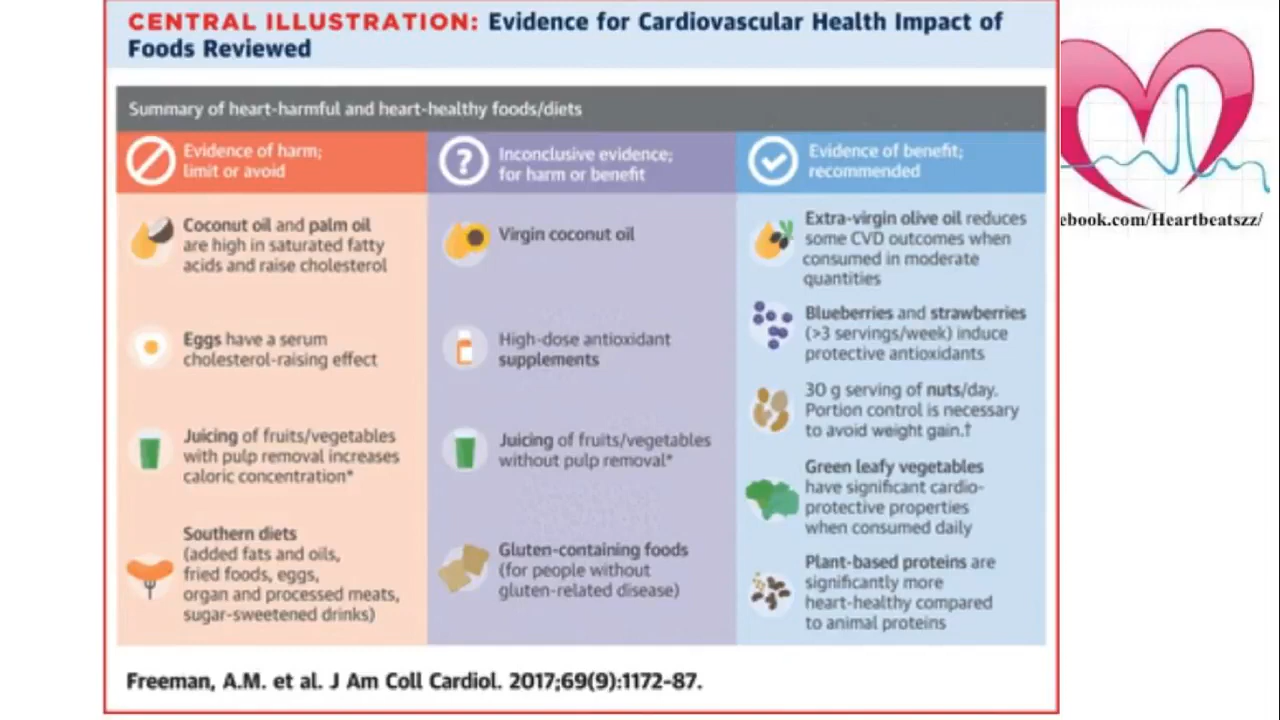 CENTRAL ILLUSTRATION: Evidence for Cardiovascular Health Impact of
Foods Reviewed
Summary of heart-harmful and heart-healthy foods/diets
Evidence of harm;
limit or avoid
Coconut oil and palm oil
are high in saturated fatty
acids and raise cholesterol
Eggs have a serum
cholesterol-raising effect
Juicing of fruits/vegetables
with pulp removal increases
caloric concentration*
Southern diets
(added fats and oils,
fried foods, eggs,
organ and processed meats,
sugar-sweetened drinks)
?
Inconclusive evidence;
for harm or benefit
Virgin coconut oil
High-dose antioxidant
supplements
Juicing of fruits/vegetables
without pulp removal*
Gluten-containing foods
(for people without
gluten-related disease)
Evidence of benefit;
recommended
Extra-virgin olive oil reduces
some CVD outcomes when
consumed in moderate
quantities
Blueberries and strawberries
(>3 servings/week) induce
protective antioxidants
30 g serving of nuts/day.
Portion control is necessary
to avoid weight gain.†
Green leafy vegetables
have significant cardio-
protective properties
when consumed daily
Plant-based proteins are
significantly more
heart-healthy compared
to animal proteins
Freeman, A.M. et al. J Am Coll Cardiol. 2017;69(9):1172-87.
ebook.com/Heartbeatszz/